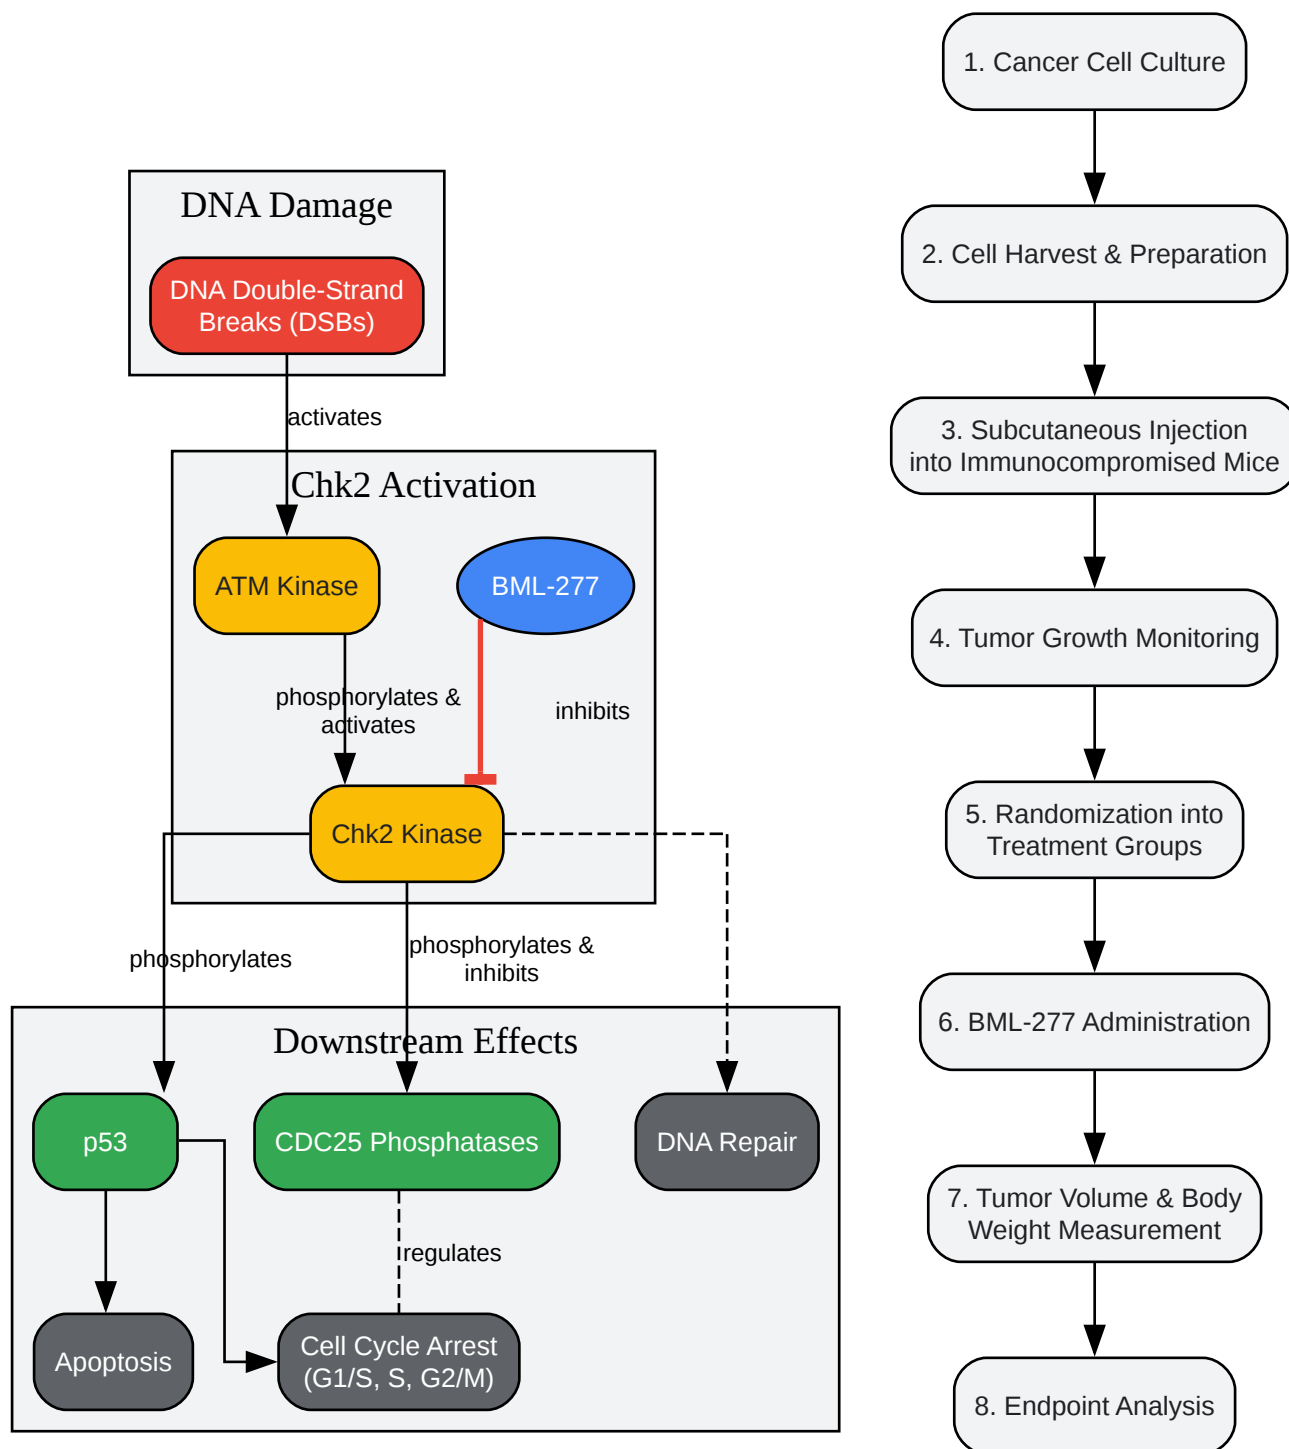 DNA Damage
DNA Double-Strand
Breaks (DSBs)
activates
Chk2 Activation
ATM Kinase
BML-277
phosphorylates &
activates
inhibits
Chk2 Kinase
phosphorylates
phosphorylates &
inhibits
Downstream Effects
p53
CDC25 Phosphatases
DNA Repair
regulates
Apoptosis
Cell Cycle Arrest
(G1/S, S, G2/M)
1. Cancer Cell Culture
2. Cell Harvest & Preparation
3. Subcutaneous Injection
into Immunocompromised Mice
4. Tumor Growth Monitoring
5. Randomization into
Treatment Groups
6. BML-277 Administration
7. Tumor Volume & Body
Weight Measurement
8. Endpoint Analysis